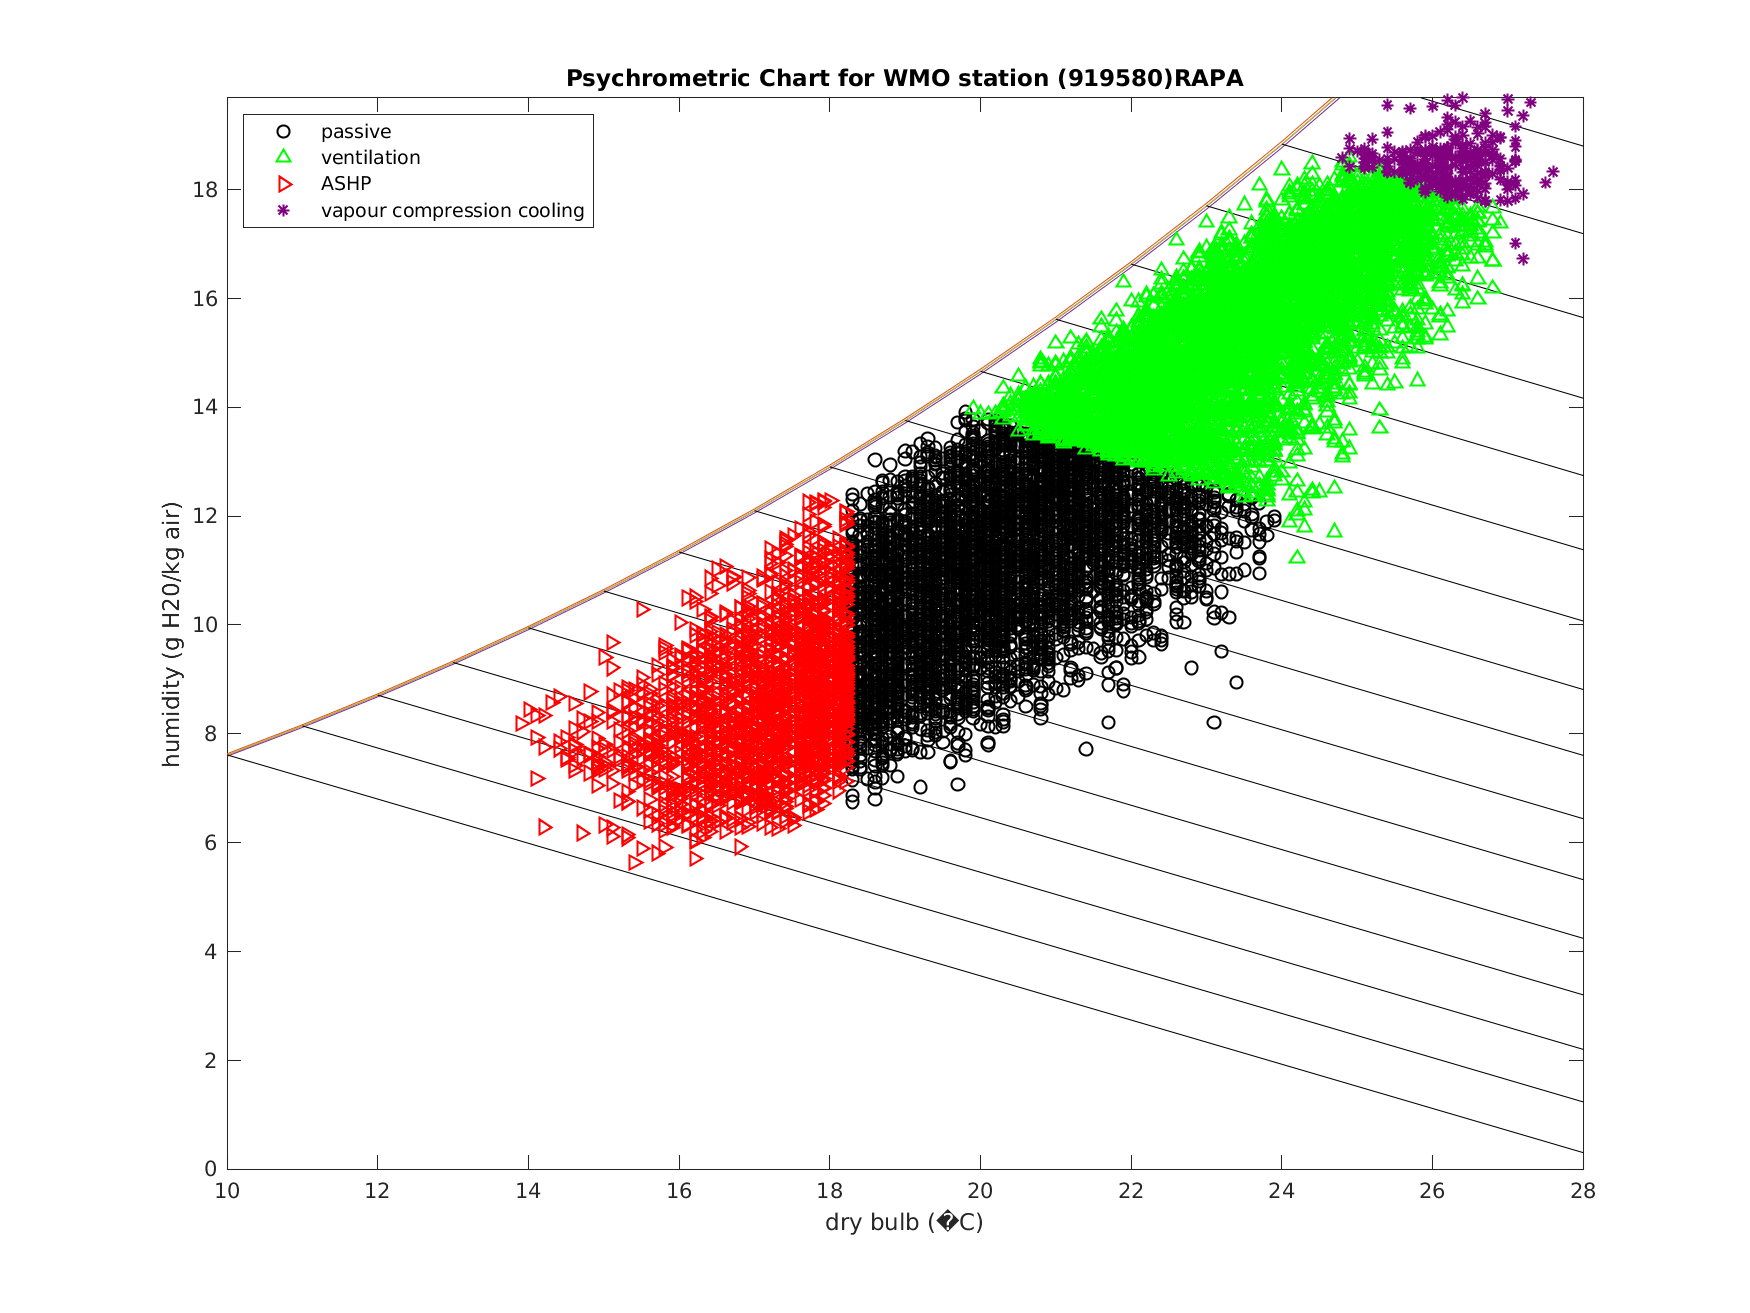 Psychrometric Chart for WMO station (919580)RAPA
passive
ventilation
ASHP
vapour compression cooling
humidity (g H20/kg air)
18
16
14
12
10
8
6
4
2
0
10 12 14 16 18 20 22 24 26 28
dry bulb (�C)